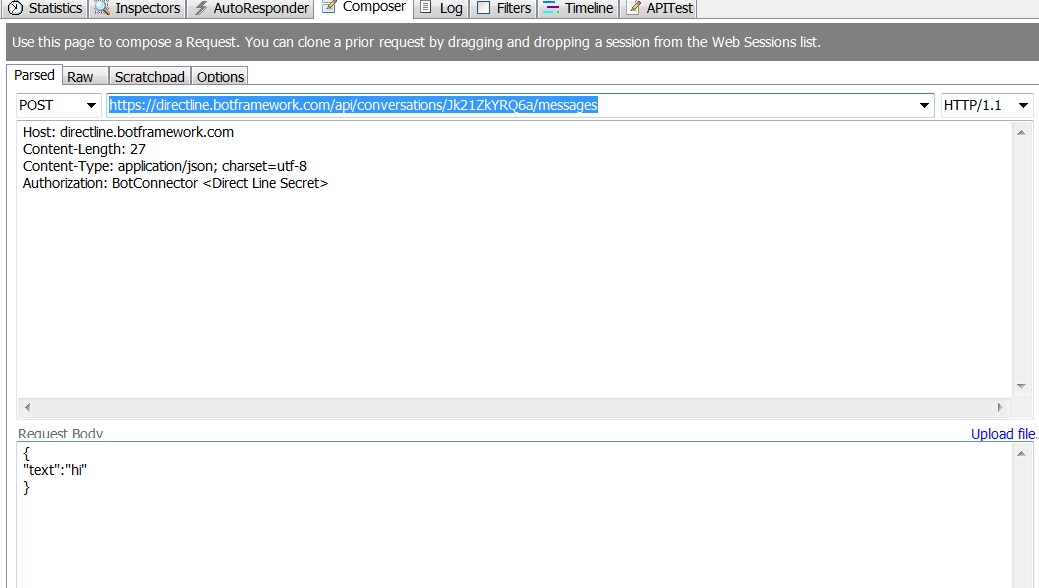 Statistics Inspectors AutoResponder Composer Log Filters Timeline APITest
Use this page to compose a Request. You can clone a prior request by dragging and dropping a session from the Web Sessions list.
Parsed Raw Scratchpad Options
POST https://directline.botframework.com/api/conversations/Jk21ZkYRQ6a/messages HTTP/1.1
Host: directline.botframework.com
Content-Length: 27
Content-Type: application/json; charset=utf-8
Authorization: BotConnector <Direct Line Secret>
Request Body Upload file
{
"text":"hi"
}